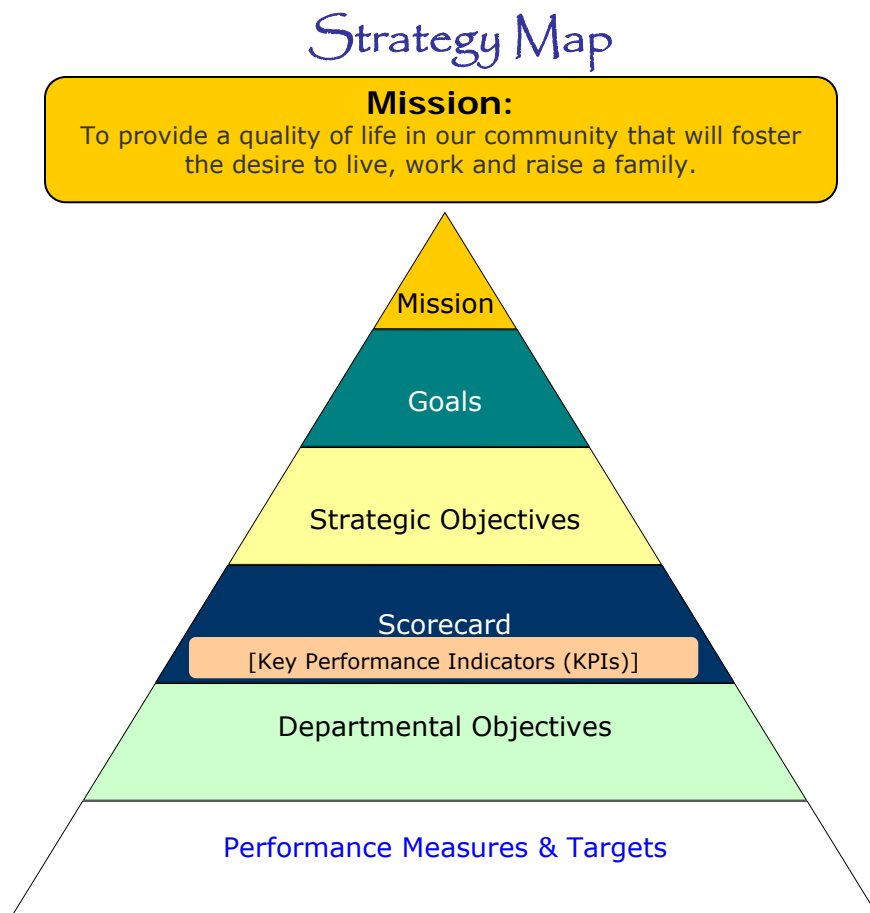 Strategy Map
Mission:
To provide a quality of life in our community that will foster
the desire to live, work and raise a family.
Mission
Goals
Strategic Objectives
Scorecard
[Key Performance Indicators (KPIs)]
Departmental Objectives
Performance Measures & Targets